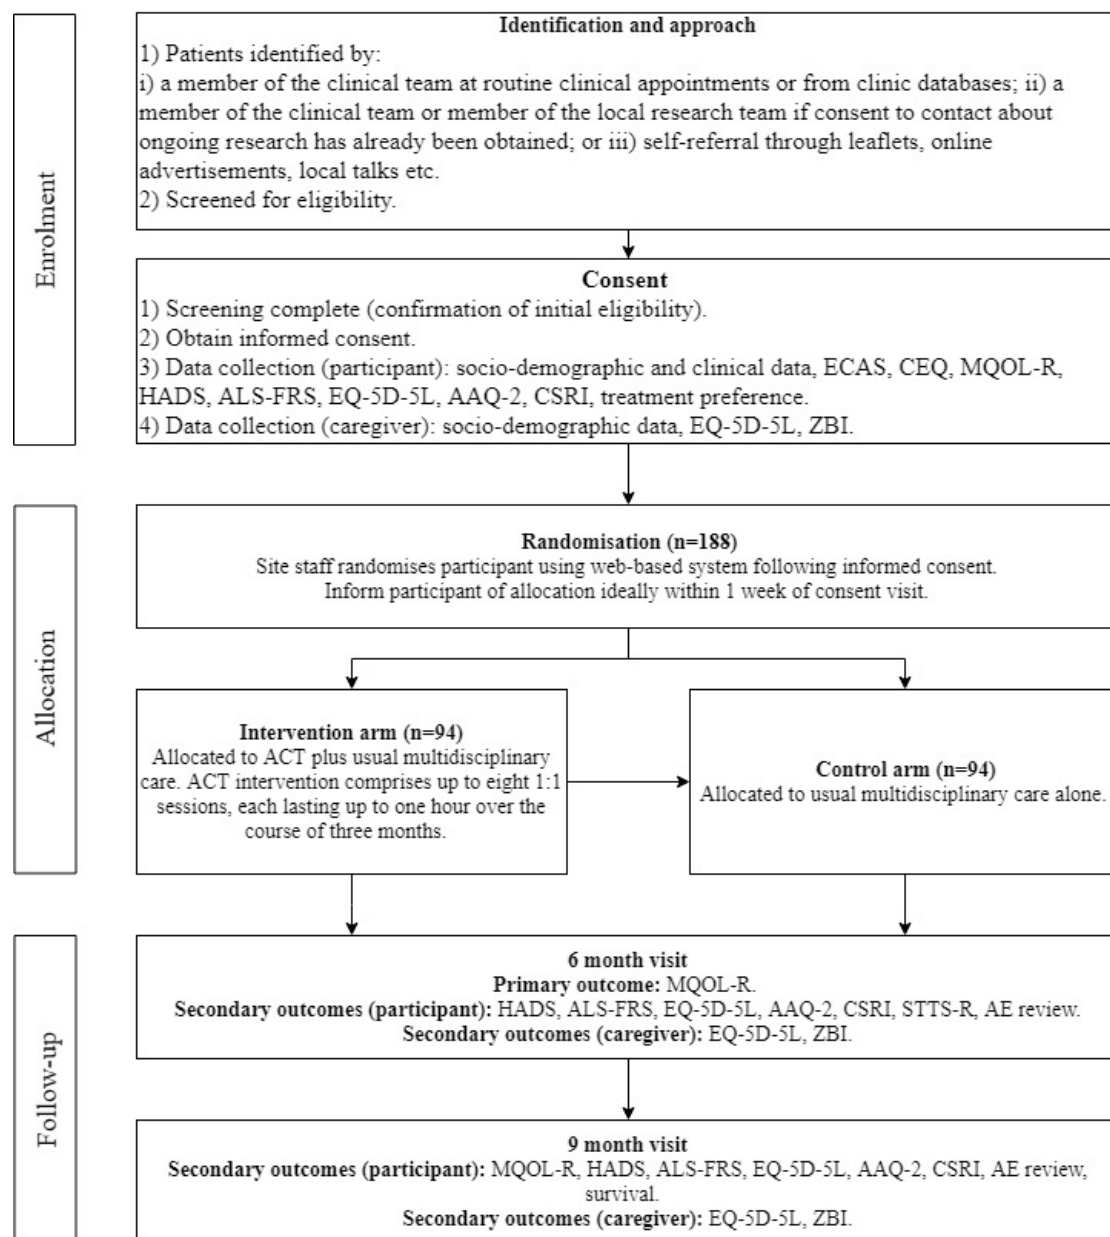 Enrolment
Identification and approach
1) Patients identified by:
i) a member of the clinical team at routine clinical appointments or from clinic databases; ii) a
member of the clinical team or member of the local research team if consent to contact about
ongoing research has already been obtained; or iii) self-referral through leaflets, online
advertisements, local talks etc.
2) Screened for eligibility.
Consent
1) Screening complete (confirmation of initial eligibility).
2) Obtain informed consent.
3) Data collection (participant): socio-demographic and clinical data, ECAS, CEQ, MQOL-R,
HADS, ALS-FRS, EQ-5D-5L, AAQ-2, CSRI, treatment preference.
4) Data collection (caregiver): socio-demographic data, EQ-5D-5L, ZBI.
Allocation
Randomisation (n=188)
Site staff randomises participant using web-based system following informed consent.
Inform participant of allocation ideally within 1 week of consent visit.
Intervention arm (n=94)
Allocated to ACT plus usual multidisciplinary
care. ACT intervention comprises up to eight 1:1
sessions, each lasting up to one hour over the
course of three months.
Control arm (n=94)
Allocated to usual multidisciplinary care alone.
Follow-up
6 month visit
Primary outcome: MQOL-R.
Secondary outcomes (participant): HADS, ALS-FRS, EQ-5D-5L, AAQ-2, CSRI, STTS-R, AE review.
Secondary outcomes (caregiver): EQ-5D-5L, ZBI.
9 month visit
Secondary outcomes (participant): MQOL-R, HADS, ALS-FRS, EQ-5D-5L, AAQ-2, CSRI, AE review,
survival.
Secondary outcomes (caregiver): EQ-5D-5L, ZBI.